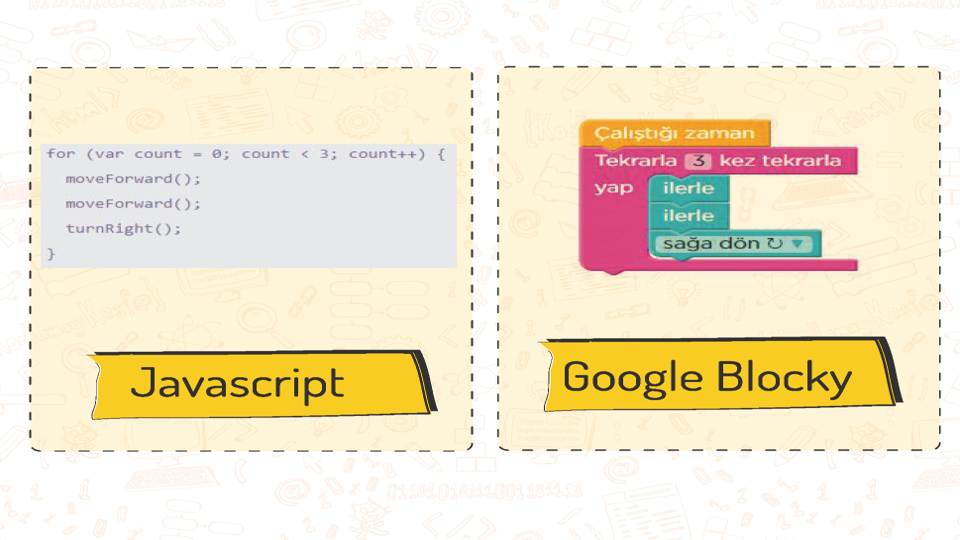 for (var count = 0; count < 3; count++) {
moveForward();
moveForward();
turnRight();
}
Javascript
Çalıştığı zaman
Tekrarla 3 kez tekrarla
yap ilerle
ilerle
sağa dön ↻ ▼
Google Blocky